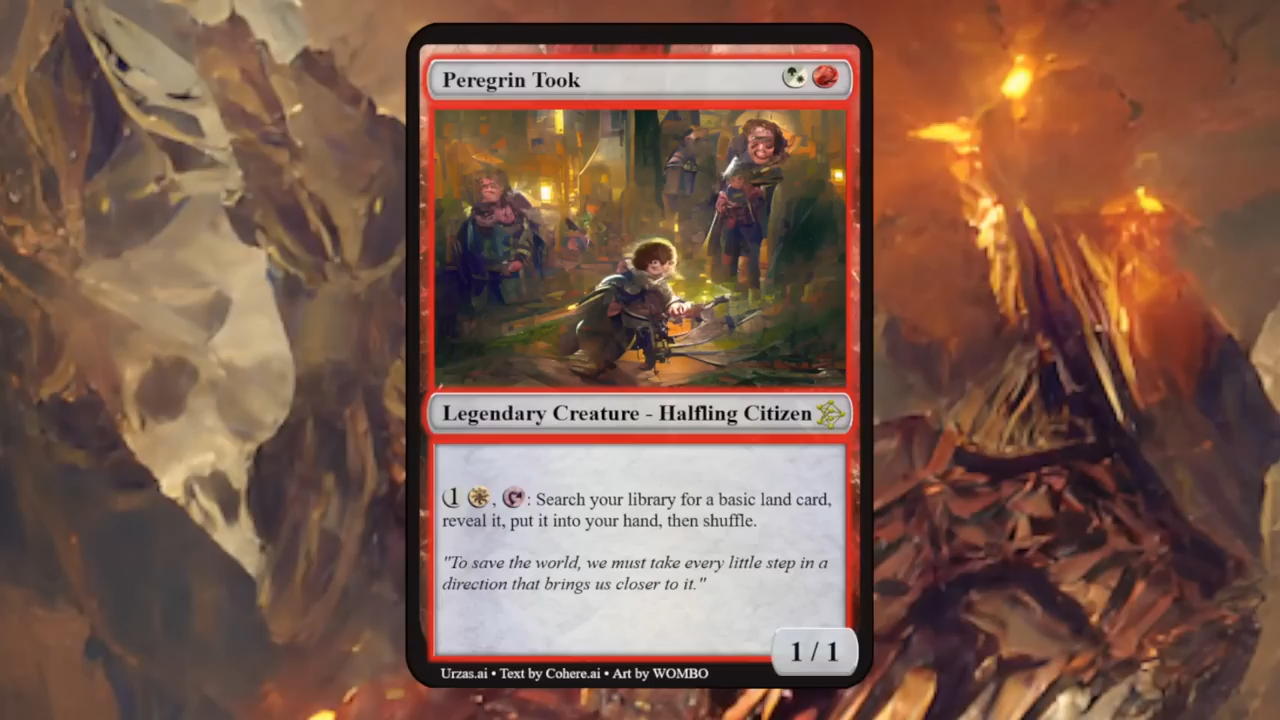 Peregrin Took
Legendary Creature - Halfling Citizen
1 , : Search your library for a basic land card,
reveal it, put it into your hand, then shuffle.
"To save the world, we must take every little step in a
direction that brings us closer to it."
1 / 1
Urzas.ai • Text by Cohere.ai • Art by WOMBO